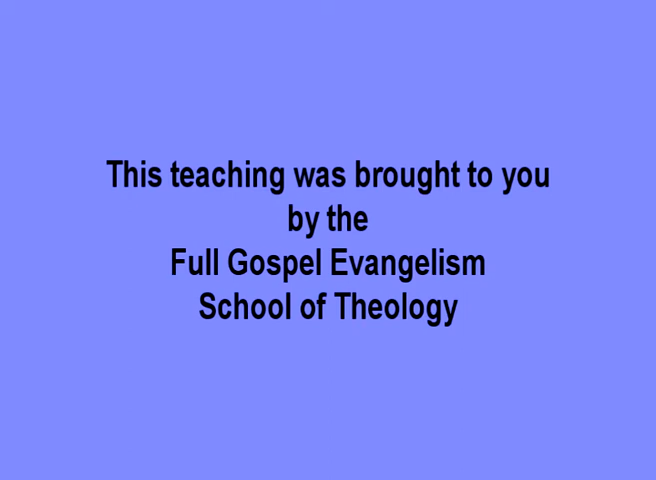 This teaching was brought to you
by the
Full Gospel Evangelism
School of Theology